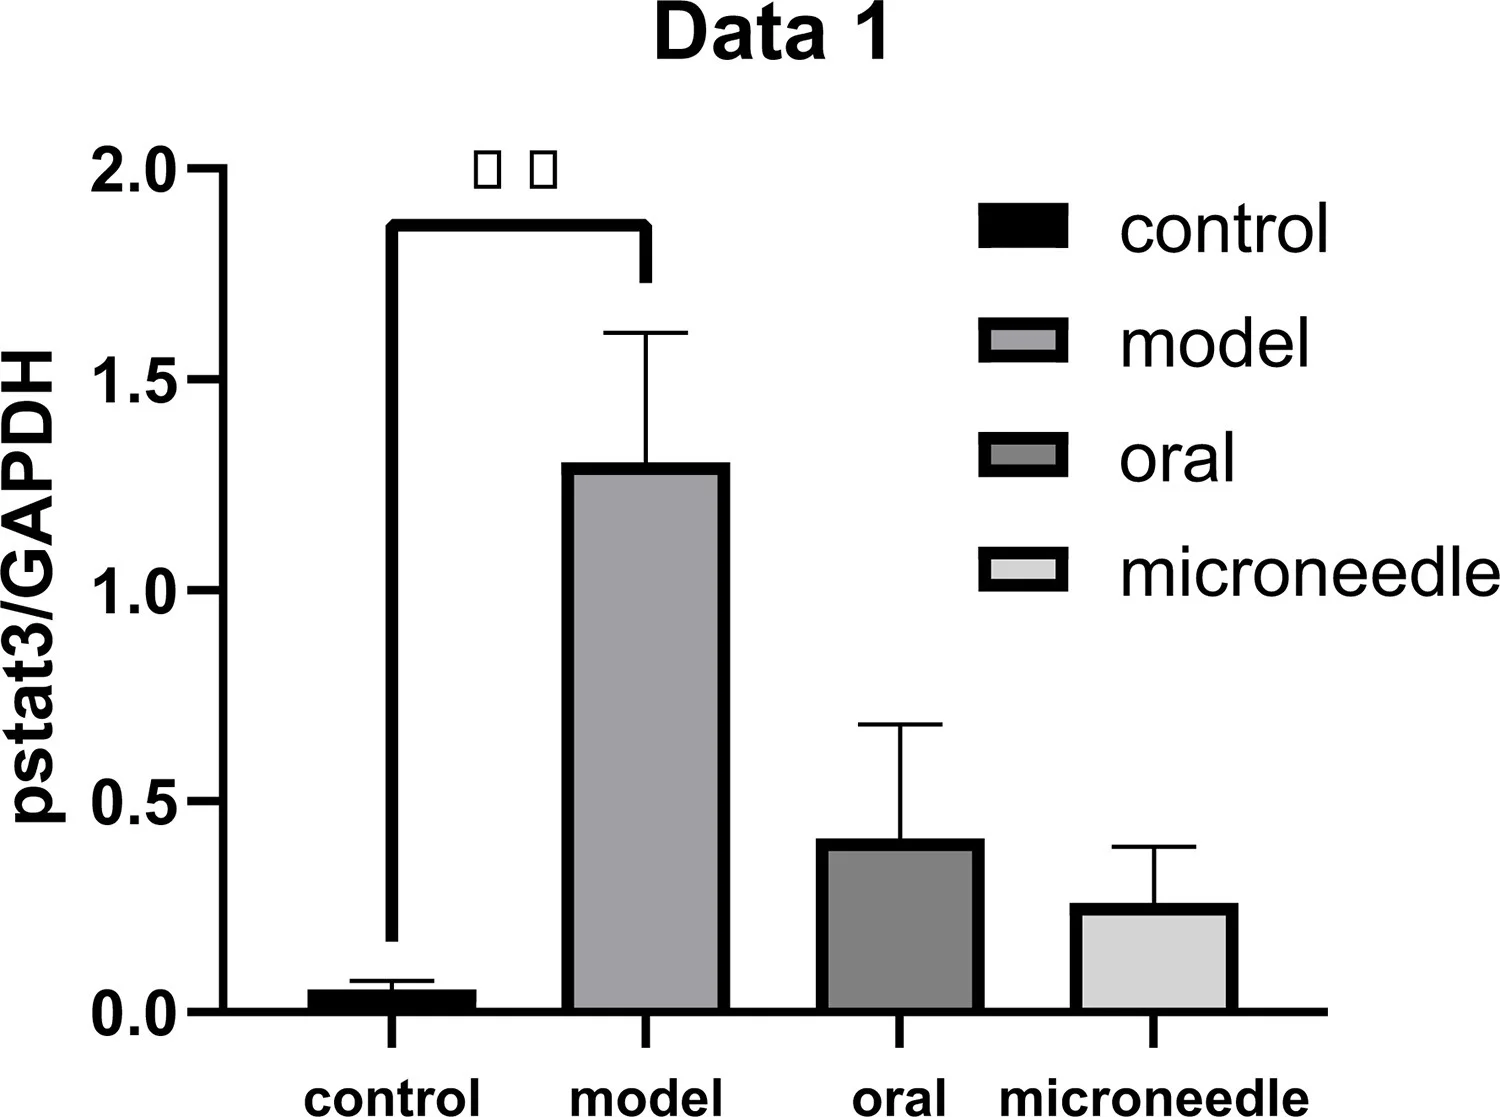 Data 1
pstat3/GAPDH
2.0
1.5
1.0
0.5
0.0
control
model
oral
microneedle
control
model
oral
microneedle